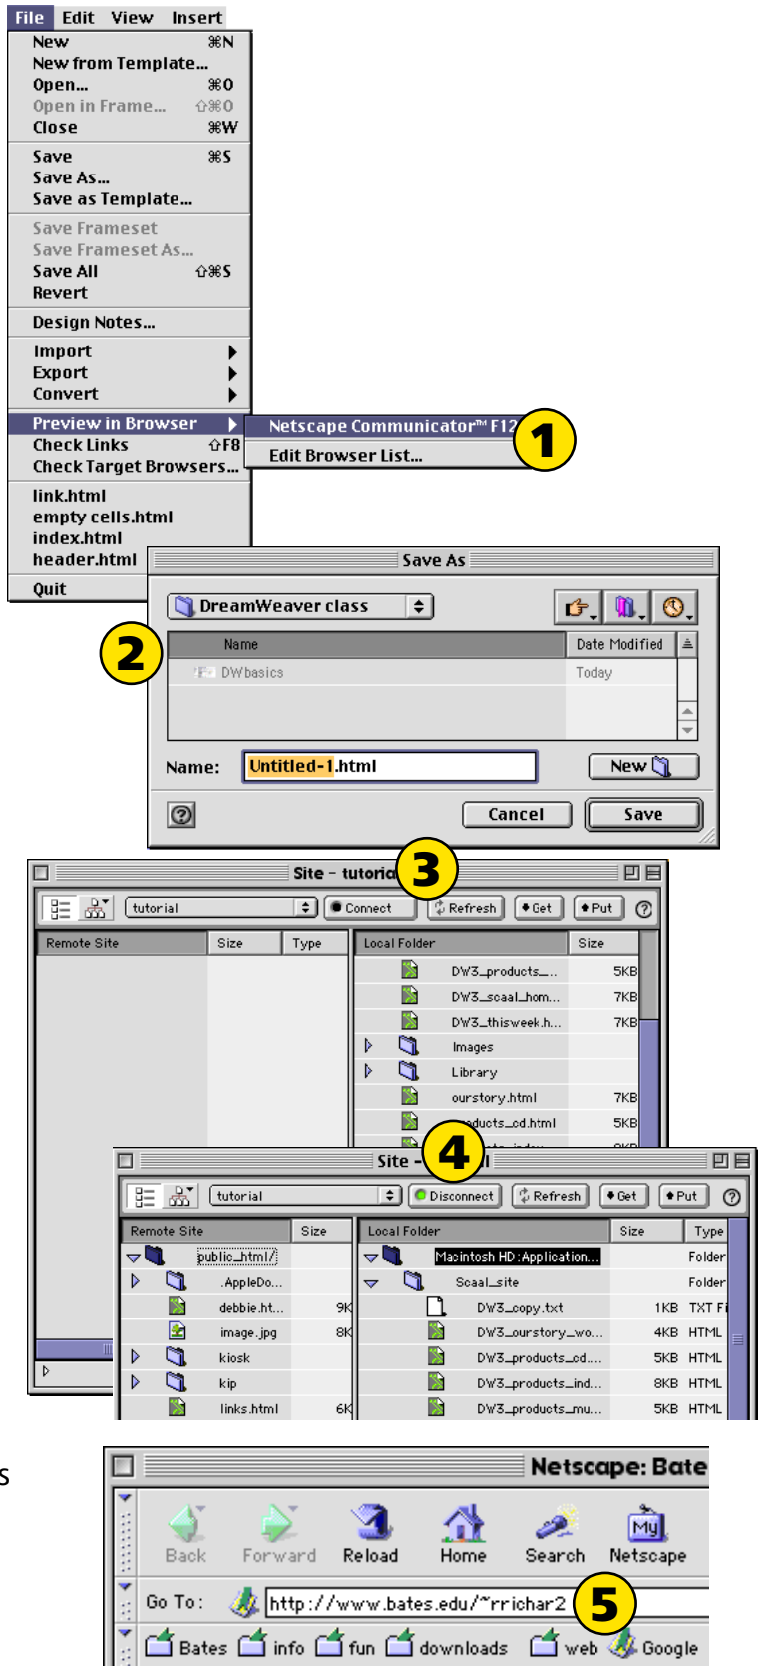 File Edit View Insert
New ⌘N
New from Template...
Open... ⌘O
Open in Frame... ⇧⌘O
Close ⌘W
Save ⌘S
Save As...
Save as Template...
Save Frameset
Save Frameset As...
Save All ⇧⌘S
Revert
Design Notes...
Import
Export
Convert
Preview in Browser
Netscape Communicator™ F12
1
Check Links ⇧F8
Edit Browser List...
Check Target Browsers...
link.html
empty cells.html
index.html
header.html
Quit
Save As
DreamWeaver class
2
Name Date Modified
DWbasics Today
Name: Untitled-1.html New
Cancel Save
3
Site - tutoria
tutorial Connect Refresh Get Put
Remote Site Size Type Local Folder Size
DW3_products_... 5KB
DW3_scaal_hom... 7KB
DW3_thisweek.h... 7KB
Images
Library
ourstory.html 7KB
products_cd.html 5KB
4
Site -
tutorial Disconnect Refresh Get Put
Remote Site Size Local Folder Size Type
public_html/ Macintosh HD:Application... Folder
.AppleDo... Scaal_site Folder
debbie.ht... 9K DW3_copy.txt 1KB TXT Fi
image.jpg 8K DW3_ourstory_wo... 4KB HTML
kiosk DW3_products_cd.... 5KB HTML
kip DW3_products_ind... 8KB HTML
links.html 6K DW3_products_mu... 5KB HTML
s
Netscape: Bate
Back Forward Reload Home Search Netscape
My
Go To: http://www.bates.edu/~rrichar2
5
Bates info fun downloads web Google